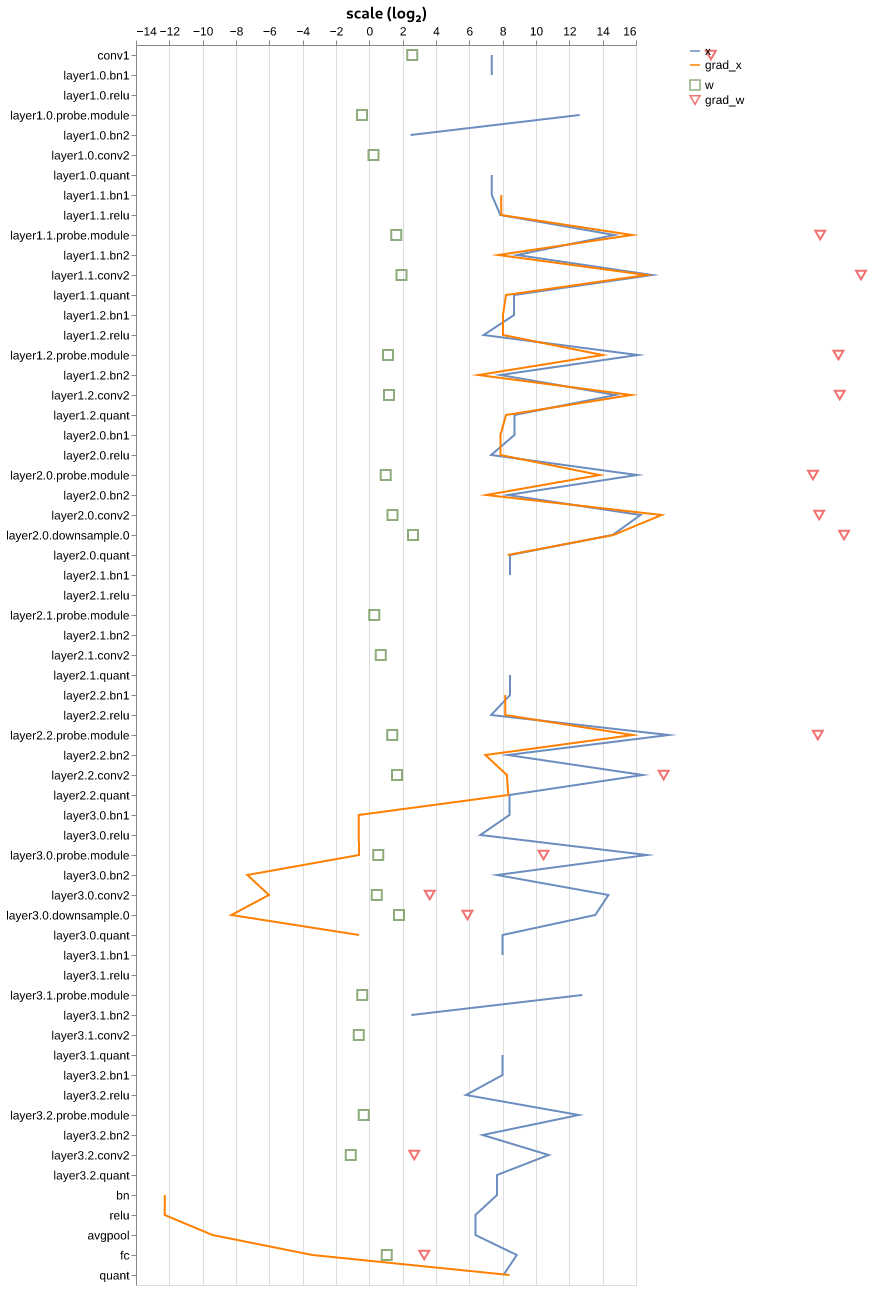 scale (log₂)
−14 −12 −10 −8 −6 −4 −2 0 2 4 6 8 10 12 14 16
conv1
layer1.0.bn1
layer1.0.relu
layer1.0.probe.module
layer1.0.bn2
layer1.0.conv2
layer1.0.quant
layer1.1.bn1
layer1.1.relu
layer1.1.probe.module
layer1.1.bn2
layer1.1.conv2
layer1.1.quant
layer1.2.bn1
layer1.2.relu
layer1.2.probe.module
layer1.2.bn2
layer1.2.conv2
layer1.2.quant
layer2.0.bn1
layer2.0.relu
layer2.0.probe.module
layer2.0.bn2
layer2.0.conv2
layer2.0.downsample.0
layer2.0.quant
layer2.1.bn1
layer2.1.relu
layer2.1.probe.module
layer2.1.bn2
layer2.1.conv2
layer2.1.quant
layer2.2.bn1
layer2.2.relu
layer2.2.probe.module
layer2.2.bn2
layer2.2.conv2
layer2.2.quant
layer3.0.bn1
layer3.0.relu
layer3.0.probe.module
layer3.0.bn2
layer3.0.conv2
layer3.0.downsample.0
layer3.0.quant
layer3.1.bn1
layer3.1.relu
layer3.1.probe.module
layer3.1.bn2
layer3.1.conv2
layer3.1.quant
layer3.2.bn1
layer3.2.relu
layer3.2.probe.module
layer3.2.bn2
layer3.2.conv2
layer3.2.quant
bn
relu
avgpool
fc
quant
x
grad_x
w
grad_w